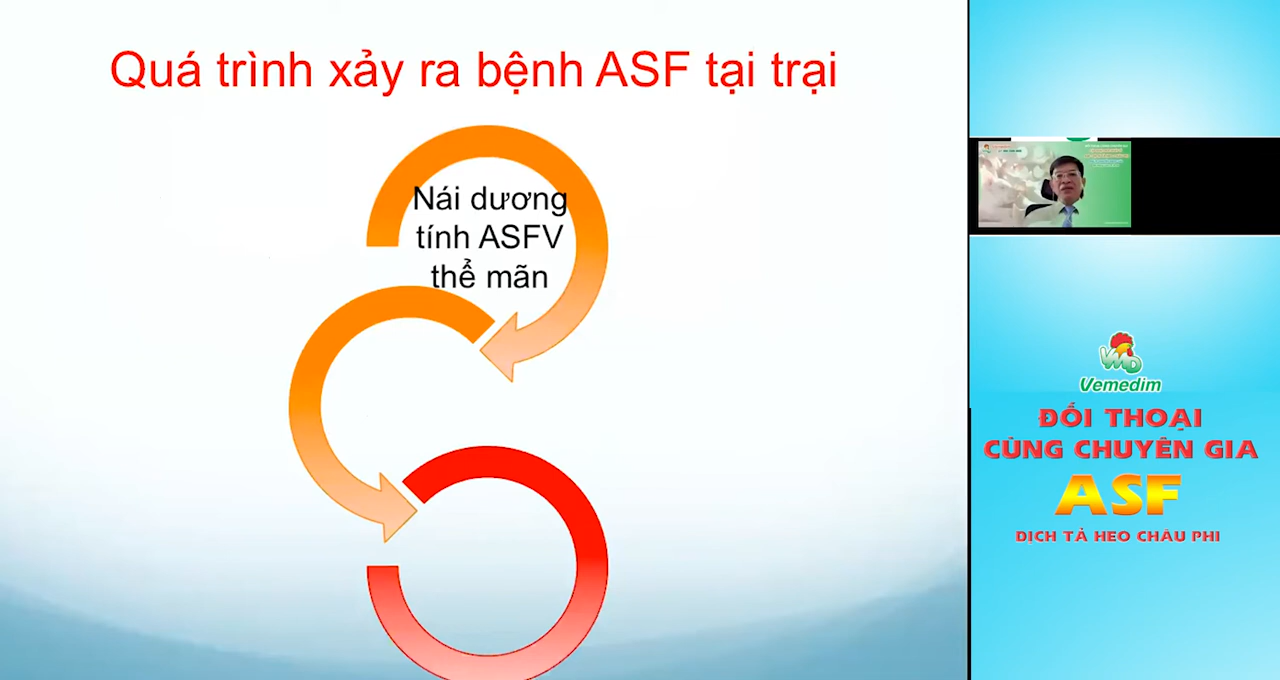 Quá trình xảy ra bệnh ASF tại trại
Nái dương
tính ASFV
thể mãn
VMD
Vemedim
ĐỐI THOẠI
CÙNG CHUYÊN GIA
ASF
DỊCH TẢ HEO CHÂU PHI